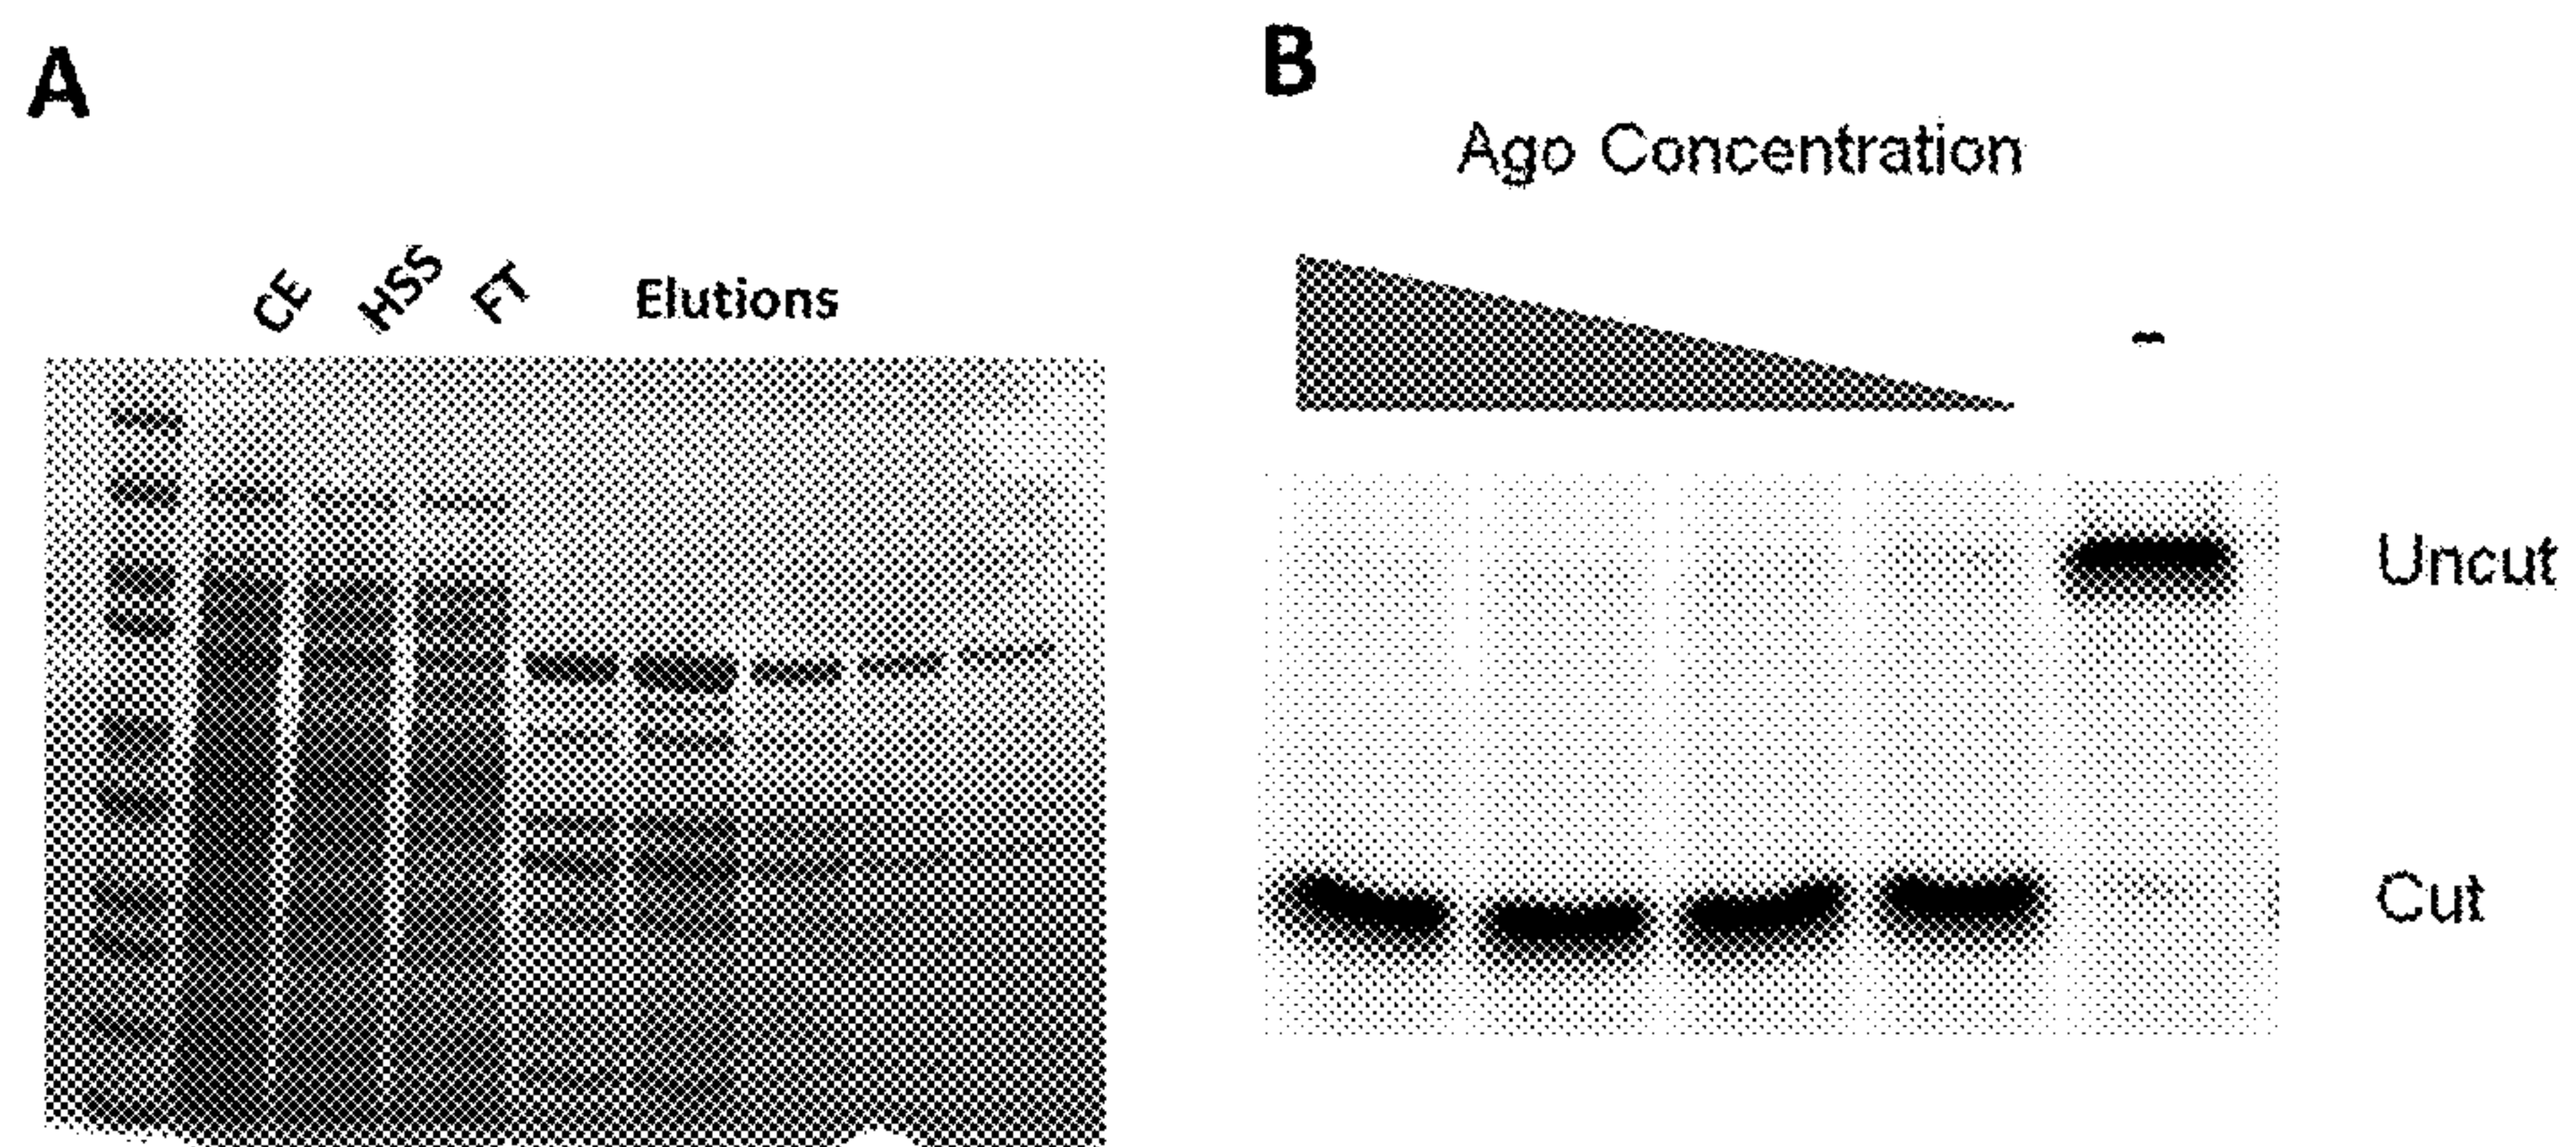 A
CE HSS FT Elutions
B
Ago Concentration
-
Uncut
Cut